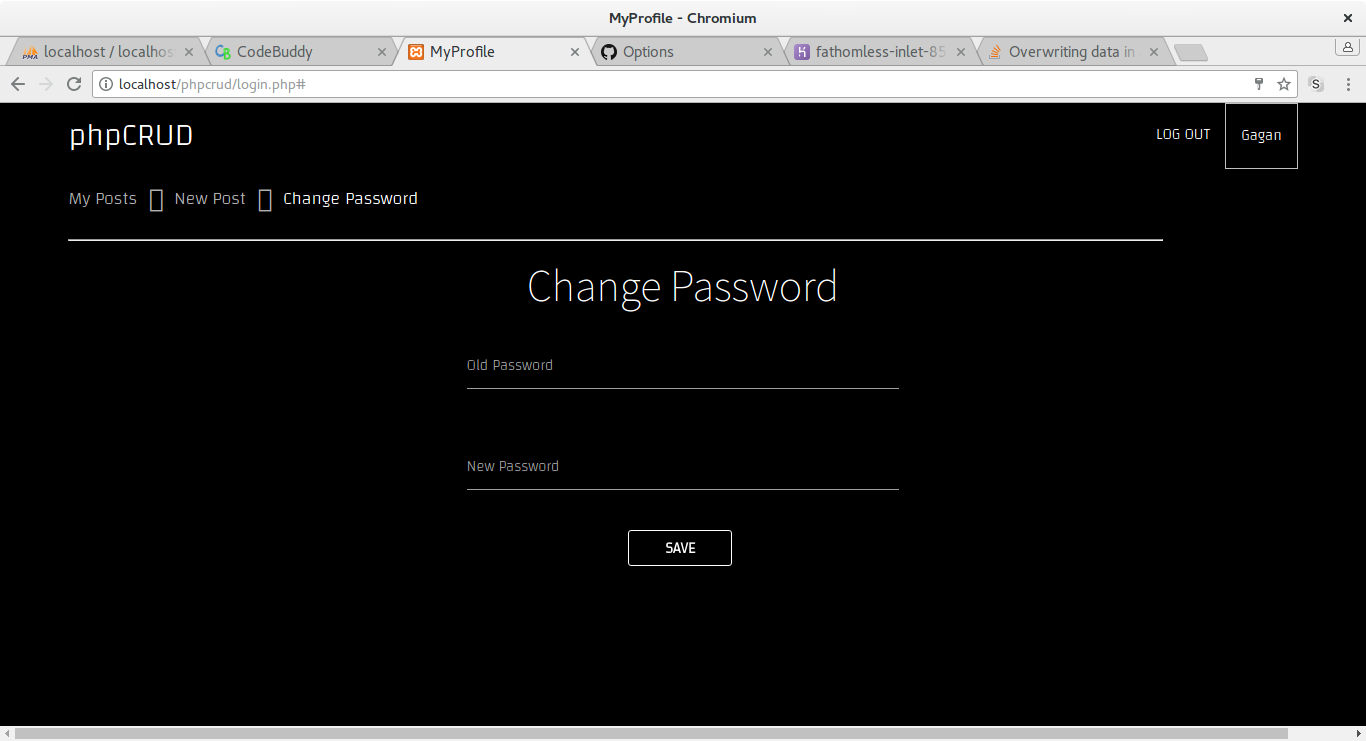 MyProfile - Chromium
localhost / localhos
CodeBuddy
MyProfile
Options
fathomless-inlet-85
Overwriting data in
localhost/phpcrud/login.php#
S
phpCRUD
LOG OUT
Gagan
My Posts New Post Change Password
Change Password
Old Password
New Password
SAVE